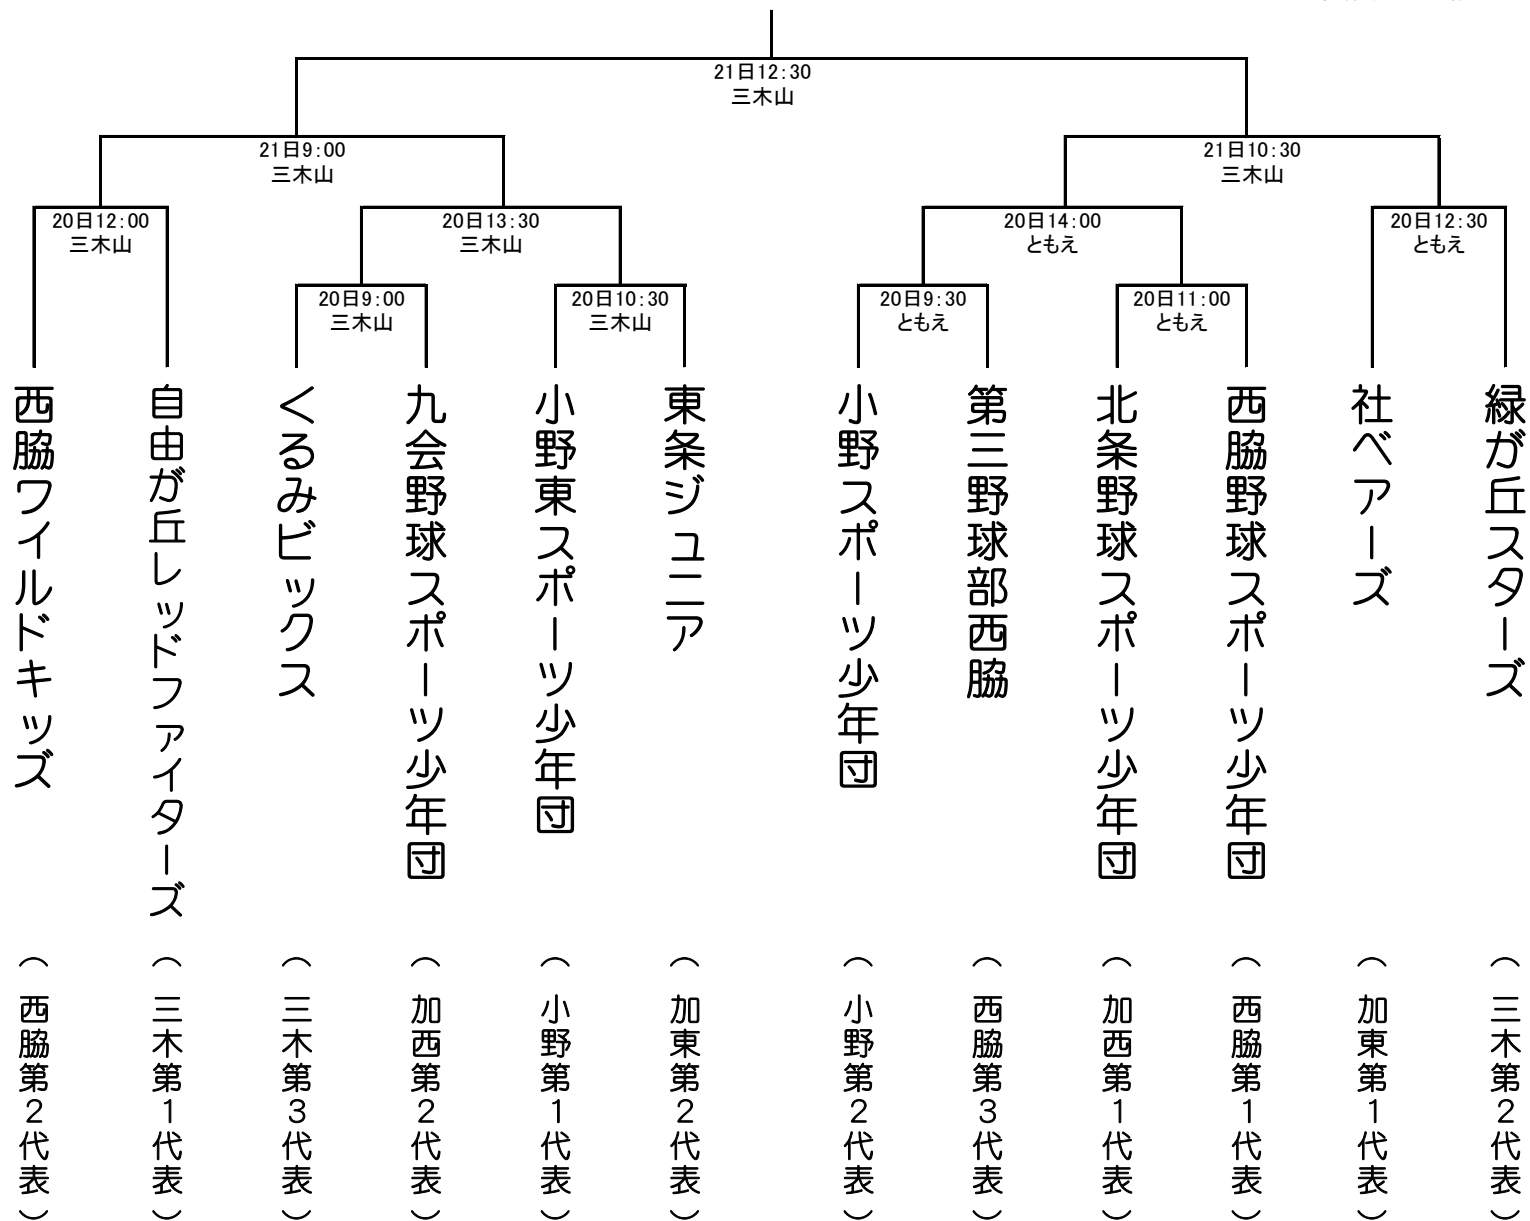 21日12:30
三木山
21日9:00
三木山
21日10:30
三木山
20日12:00
三木山
20日13:30
三木山
20日14:00
ともえ
20日12:30
ともえ
20日9:00
三木山
20日10:30
三木山
20日9:30
ともえ
20日11:00
ともえ
西脇ワイルドキッズ
(西脇第2代表)
自由が丘レッドファイターズ
(三木第1代表)
くるみビックス
(三木第3代表)
九会野球スポーツ少年団
(加西第2代表)
小野東スポーツ少年団
(小野第1代表)
東条ジュニア
(加東第2代表)
小野スポーツ少年団
(小野第2代表)
第三野球部西脇
(西脇第3代表)
北条野球スポーツ少年団
(加西第1代表)
西脇野球スポーツ少年団
(西脇第1代表)
社ベアーズ
(加東第1代表)
緑が丘スターズ
(三木第2代表)